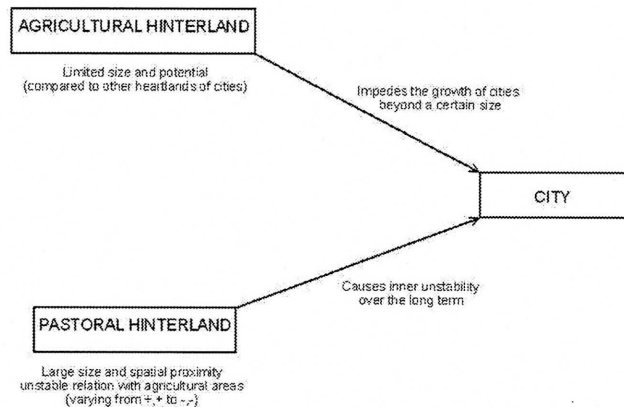 AGRICULTURAL HINTERLAND
Limited size and potential
(compared to other heartlands of cities)
Impedes the growth of cities
beyond a certain size
CITY
Causes inner unstability
over the long term
PASTORAL HINTERLAND
Large size and spatial proximity
unstable relation with agricultural areas
(varying from +,+ to -,-)